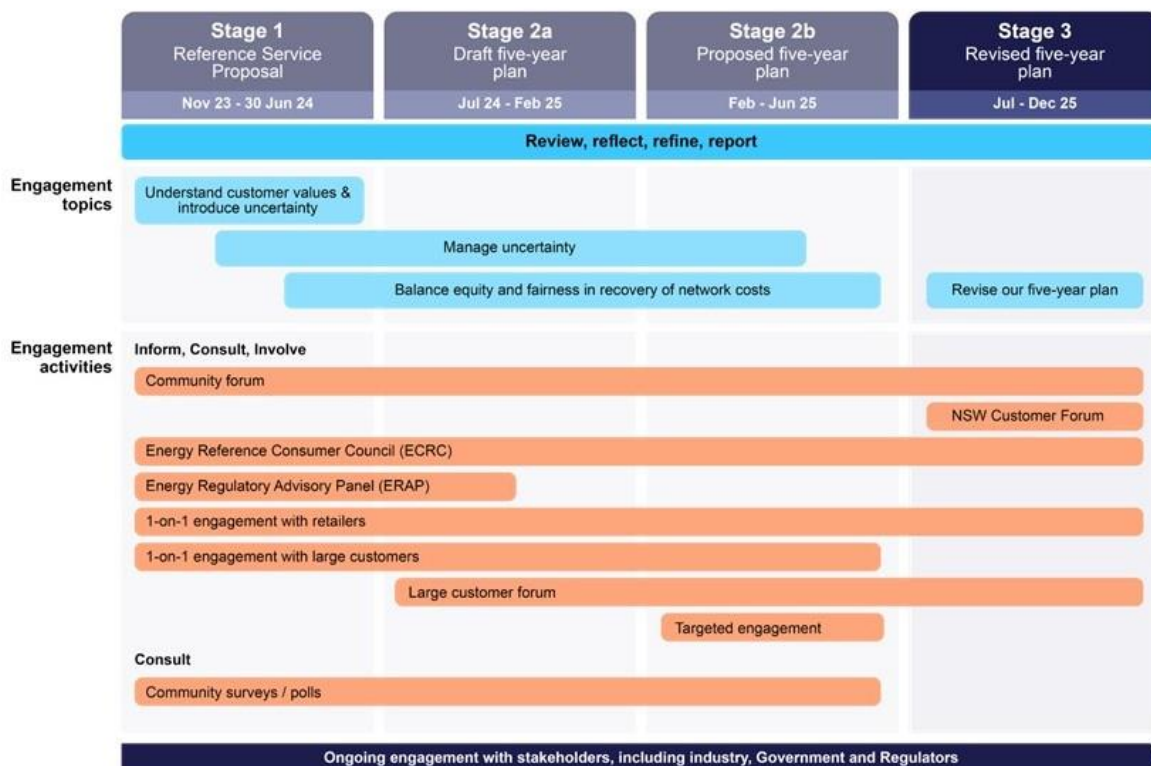 Stage 1
Reference Service
Proposal
Nov 23 - 30 Jun 24
Stage 2a
Draft five-year
plan
Jul 24 - Feb 25
Stage 2b
Proposed five-year
plan
Feb - Jun 25
Stage 3
Revised five-year
plan
Jul - Dec 25
Review, reflect, refine, report
Engagement
topics
Understand customer values &
introduce uncertainty
Manage uncertainty
Balance equity and fairness in recovery of network costs
Revise our five-year plan
Engagement
activities
Inform, Consult, Involve
Community forum
NSW Customer Forum
Energy Reference Consumer Council (ECRC)
Energy Regulatory Advisory Panel (ERAP)
1-on-1 engagement with retailers
1-on-1 engagement with large customers
Large customer forum
Targeted engagement
Consult
Community surveys / polls
Ongoing engagement with stakeholders, including industry, Government and Regulators